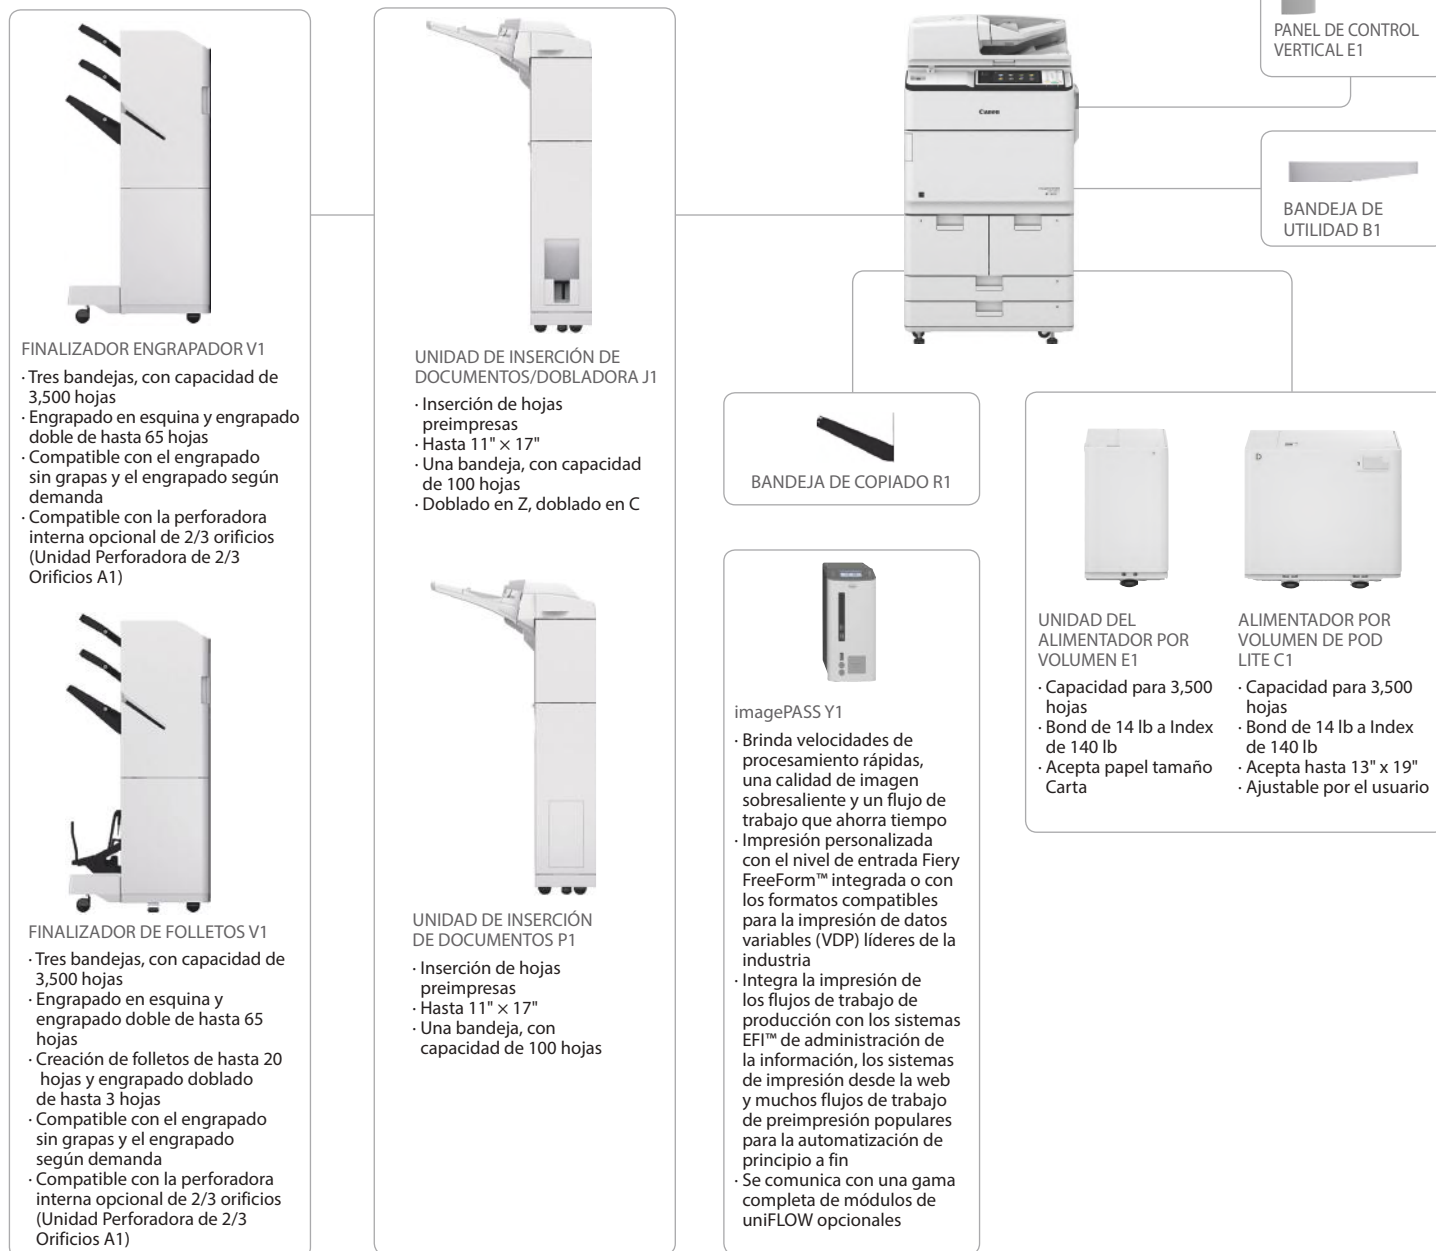 FINALIZADOR ENGRAPADOR V1
· Tres bandejas, con capacidad de
3,500 hojas
· Engrapado en esquina y engrapado
doble de hasta 65 hojas
· Compatible con el engrapado
sin grapas y el engrapado según
demanda
· Compatible con la perforadora
interna opcional de 2/3 orificios
(Unidad Perforadora de 2/3
Orificios A1)
FINALIZADOR DE FOLLETOS V1
· Tres bandejas, con capacidad de
3,500 hojas
· Engrapado en esquina y
engrapado doble de hasta 65
hojas
· Creación de folletos de hasta 20
hojas y engrapado doblado
de hasta 3 hojas
· Compatible con el engrapado
sin grapas y el engrapado
según demanda
· Compatible con la perforadora
interna opcional de 2/3 orificios
(Unidad Perforadora de 2/3
Orificios A1)
UNIDAD DE INSERCIÓN DE
DOCUMENTOS/DOBLADORA J1
· Inserción de hojas
preimpresas
· Hasta 11" × 17"
· Una bandeja, con capacidad
de 100 hojas
· Doblado en Z, doblado en C
UNIDAD DE INSERCIÓN
DE DOCUMENTOS P1
· Inserción de hojas
preimpresas
· Hasta 11" × 17"
· Una bandeja, con
capacidad de 100 hojas
Canon
PANEL DE CONTROL
VERTICAL E1
BANDEJA DE
UTILIDAD B1
BANDEJA DE COPIADO R1
imagePASS Y1
· Brinda velocidades de
procesamiento rápidas,
una calidad de imagen
sobresaliente y un flujo de
trabajo que ahorra tiempo
· Impresión personalizada
con el nivel de entrada Fiery
FreeForm™ integrada o con
los formatos compatibles
para la impresión de datos
variables (VDP) líderes de la
industria
· Integra la impresión de
los flujos de trabajo de
producción con los sistemas
EFI™ de administración de
la información, los sistemas
de impresión desde la web
y muchos flujos de trabajo
de preimpresión populares
para la automatización de
principio a fin
· Se comunica con una gama
completa de módulos de
uniFLOW opcionales
UNIDAD DEL
ALIMENTADOR POR
VOLUMEN E1
· Capacidad para 3,500
hojas
· Bond de 14 lb a Index
de 140 lb
· Acepta papel tamaño
Carta
ALIMENTADOR POR
VOLUMEN DE POD
LITE C1
· Capacidad para 3,500
hojas
· Bond de 14 lb a Index
de 140 lb
· Acepta hasta 13" x 19"
· Ajustable por el usuario